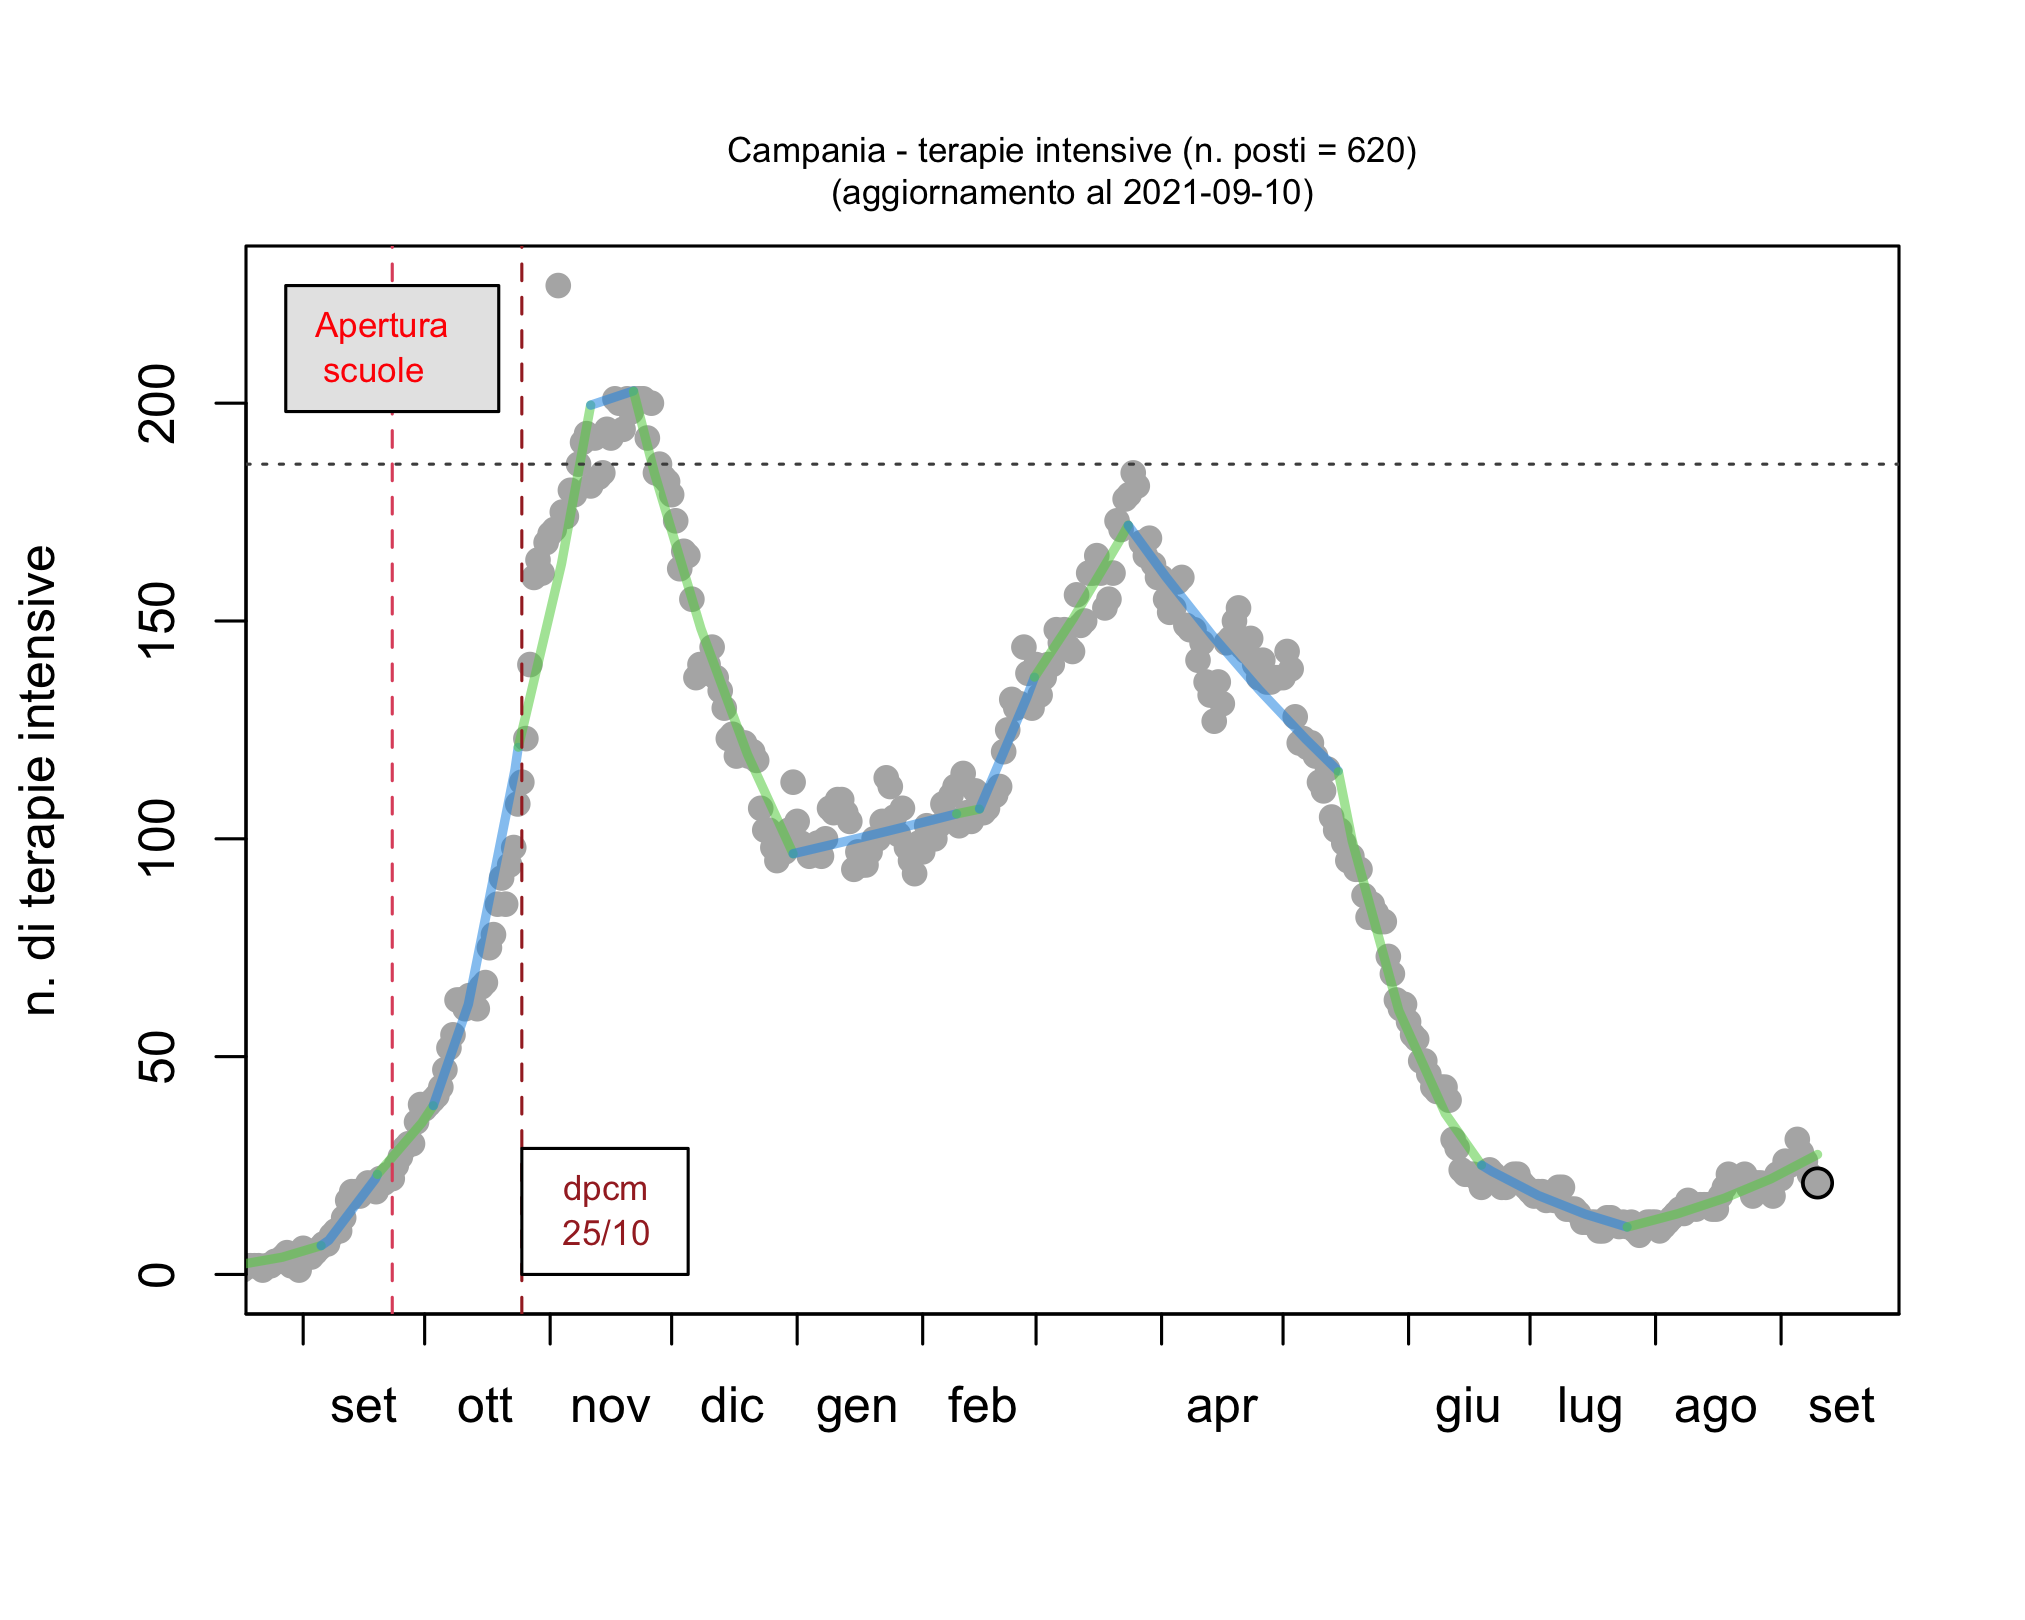 Campania - terapie intensive (n. posti = 620)
(aggiornamento al 2021-09-10)
n. di terapie intensive
200
150
100
50
0
Apertura
scuole
dpcm
25/10
set ott nov dic gen feb apr giu lug ago set